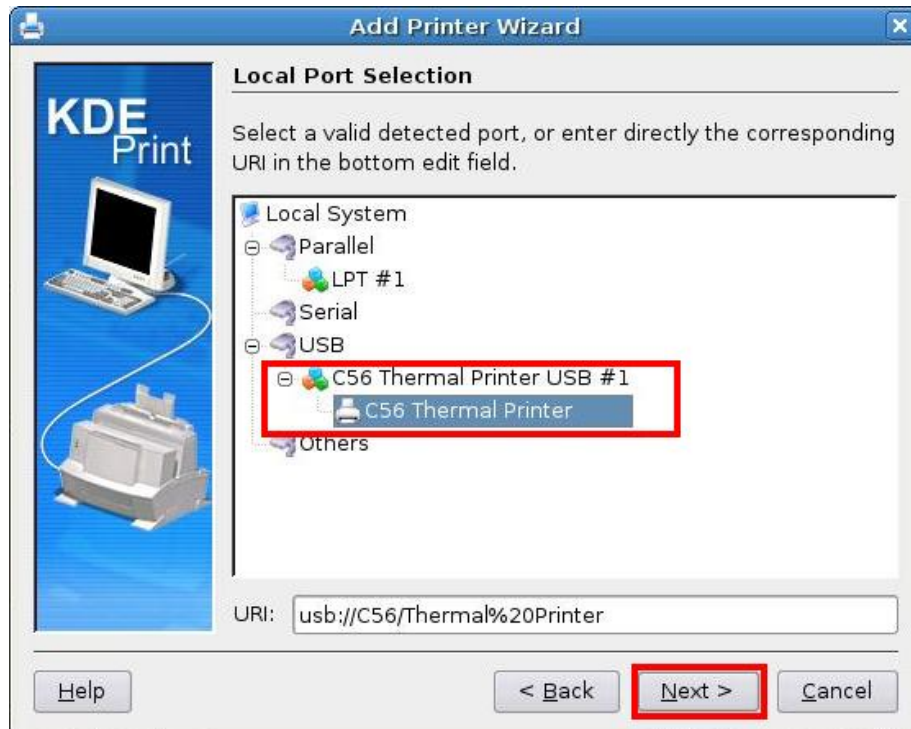 Add Printer Wizard
KDE
Print
Local Port Selection
Select a valid detected port, or enter directly the corresponding
URI in the bottom edit field.
Local System
Parallel
LPT #1
Serial
USB
C56 Thermal Printer USB #1
C56 Thermal Printer
Others
URI: usb://C56/Thermal%20Printer
Help < Back Next > Cancel